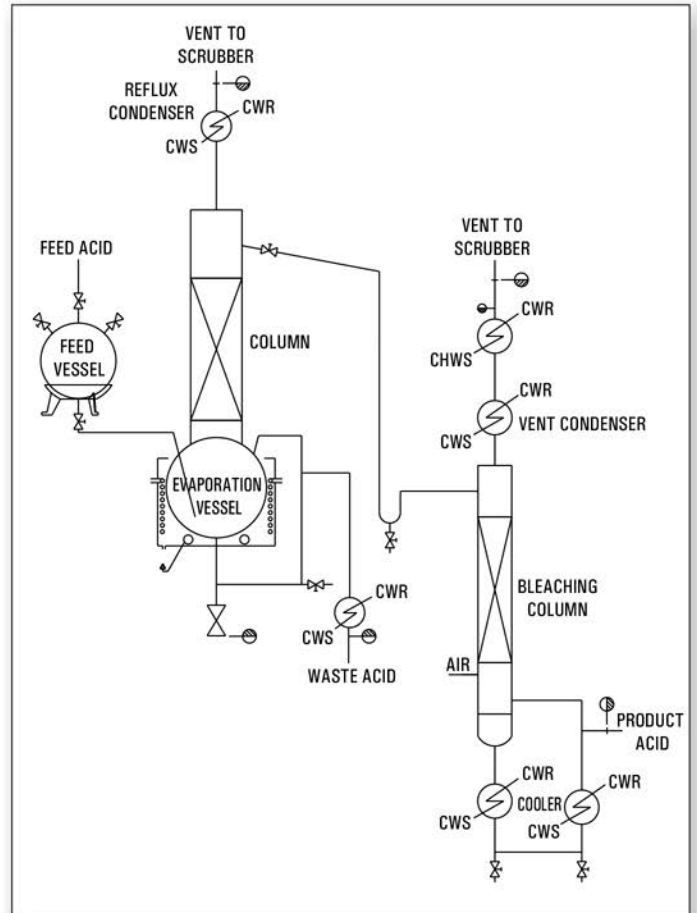 VENT TO
SCRUBBER
REFLUX
CONDENSER
CWR
CWS
FEED ACID
FEED
VESSEL
COLUMN
EVAPORATION
VESSEL
CWR
CWS
WASTE ACID
VENT TO
SCRUBBER
CWR
CHWS
CWR
CWS
VENT CONDENSER
BLEACHING
COLUMN
AIR
PRODUCT
ACID
CWR
COOLER
CWS
CWR
CWS